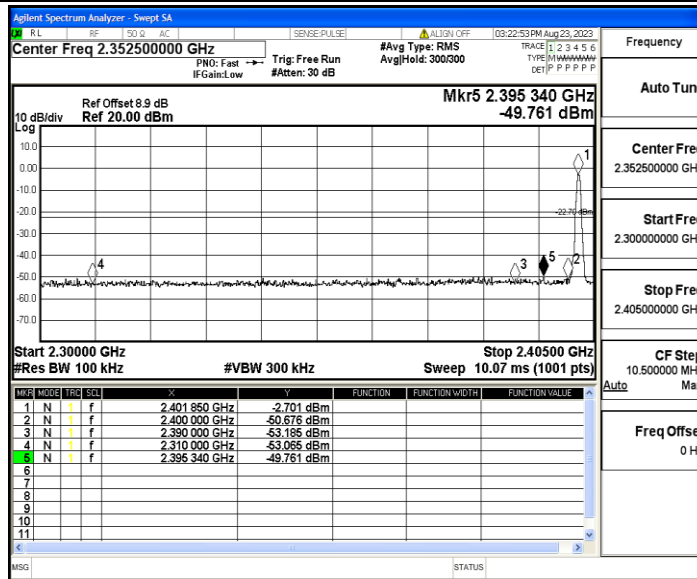 Agilent Spectrum Analyzer - Swept SA
RL RF 50 Ω AC SENSE:PULSE ALIGN OFF 03:22:53 PM Aug 23, 2023
Center Freq 2.352500000 GHz
PNO: Fast Trig: Free Run
IFGain:Low #Atten: 30 dB
#Avg Type: RMS
Avg|Hold: 300/300
TRACE 1 2 3 4 5 6
TYPE MWWWWW
DET P P P P P P
Ref Offset 8.9 dB
10 dB/div Ref 20.00 dBm
Log
Mkr5 2.395 340 GHz
-49.761 dBm
10.0
0.00
-10.0
-20.0
-30.0
-40.0
-50.0
-60.0
-70.0
1
-22.70 dBm
4
3
5
2
Start 2.30000 GHz Stop 2.40500 GHz
#Res BW 100 kHz #VBW 300 kHz Sweep 10.07 ms (1001 pts)
MKR MODE TRC SCL X Y FUNCTION FUNCTION WIDTH FUNCTION VALUE
1 N 1 f 2.401 850 GHz -2.701 dBm
2 N 1 f 2.400 000 GHz -50.676 dBm
3 N 1 f 2.390 000 GHz -53.185 dBm
4 N 1 f 2.310 000 GHz -53.065 dBm
5 N 1 f 2.395 340 GHz -49.761 dBm
6
7
8
9
10
11
MSG STATUS
Frequency
Auto Tun
Center Fre
2.352500000 GH
Start Fre
2.300000000 GH
Stop Fre
2.405000000 GH
CF Step
10.500000 MH
Auto Ma
Freq Offse
0 H